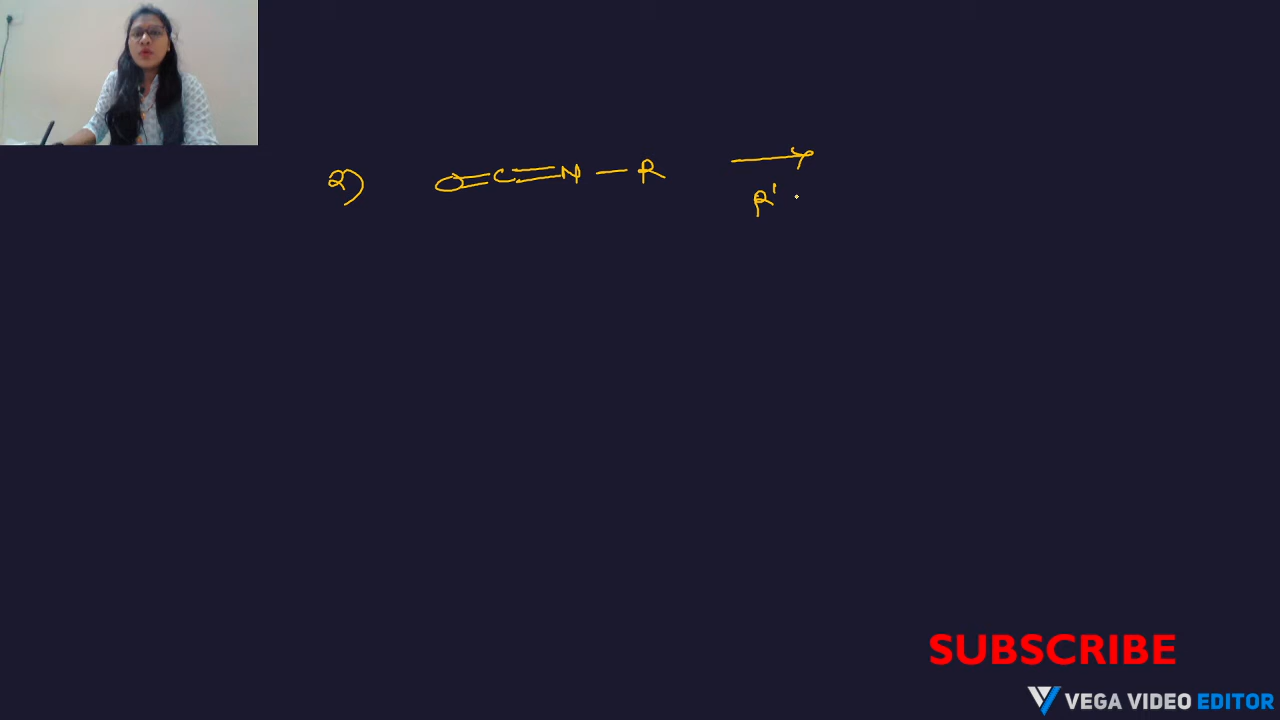 2) O=C=N-R →
R'
SUBSCRIBE
VEGA VIDEO EDITOR